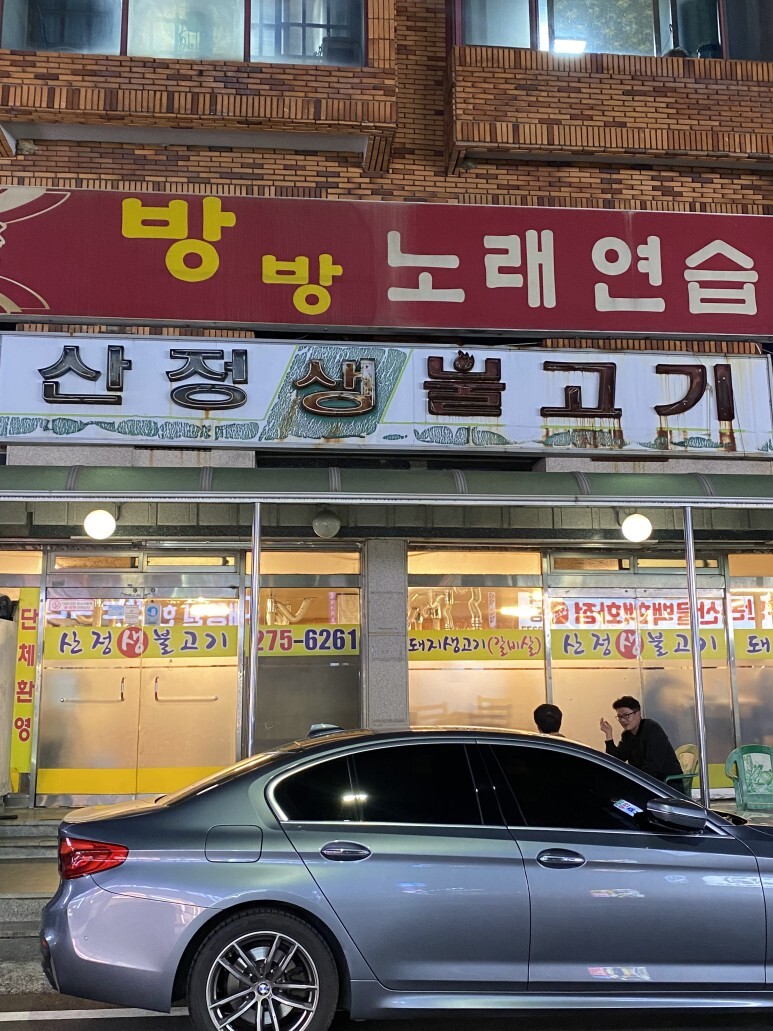 방방노래연습
산정생불고기
단체환영
산정생불고기
275-6261
돼지생고기(갈비살)
산정생불고기
돼